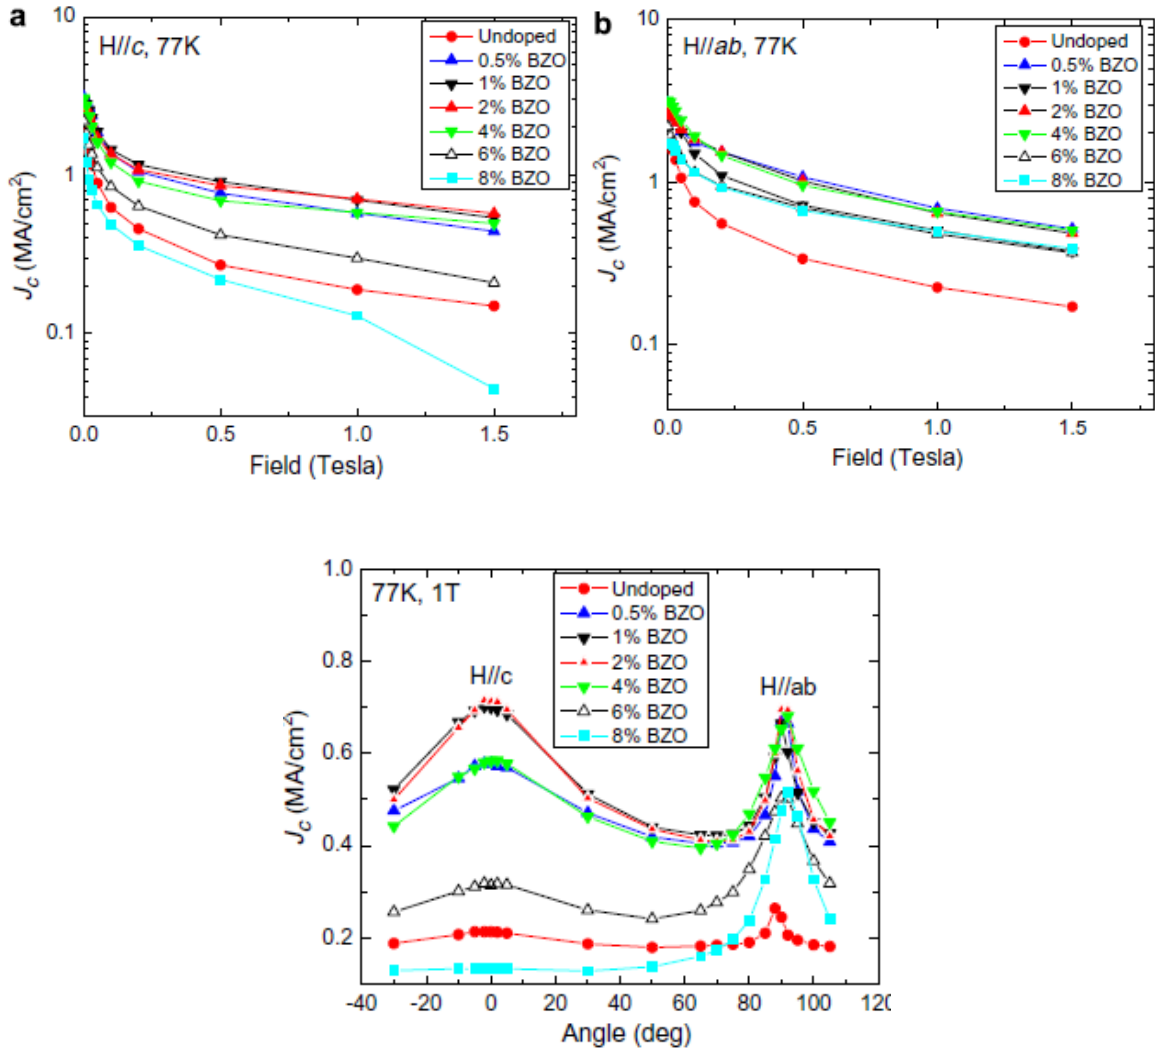 a
H//c, 77K
Undoped
0.5% BZO
1% BZO
2% BZO
4% BZO
6% BZO
8% BZO
10
1
0.1
J_c (MA/cm²)
0.0 0.5 1.0 1.5
Field (Tesla)
b
H//ab, 77K
Undoped
0.5% BZO
1% BZO
2% BZO
4% BZO
6% BZO
8% BZO
10
1
0.1
J_c (MA/cm²)
0.0 0.5 1.0 1.5
Field (Tesla)
77K, 1T
Undoped
0.5% BZO
1% BZO
2% BZO
4% BZO
6% BZO
8% BZO
H//c
H//ab
1.0
0.8
0.6
0.4
0.2
J_c (MA/cm²)
-40 -20 0 20 40 60 80 100 120
Angle (deg)